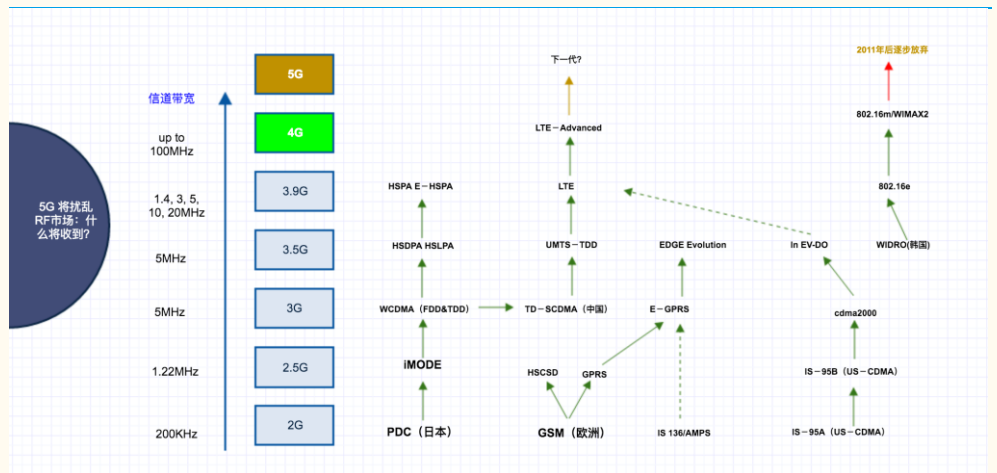 5G
下一代?
2011年后逐步放弃
信道带宽
4G
LTE－Advanced
802.16m/WIMAX2
up to
100MHz
3.9G
HSPA E－HSPA
LTE
802.16e
1.4, 3, 5,
10, 20MHz
5G 将扰乱
RF市场：什
么将收到?
3.5G
HSDPA HSLPA
UMTS－TDD
EDGE Evolution
In EV-DO
WIDRO(韩国)
5MHz
3G
WCDMA（FDD&TDD）
TD－SCDMA（中国）
E－GPRS
cdma2000
5MHz
2.5G
iMODE
HSCSD
GPRS
IS－95B（US－CDMA）
1.22MHz
2G
PDC（日本）
GSM（欧洲）
IS 136/AMPS
IS－95A（US－CDMA）
200KHz